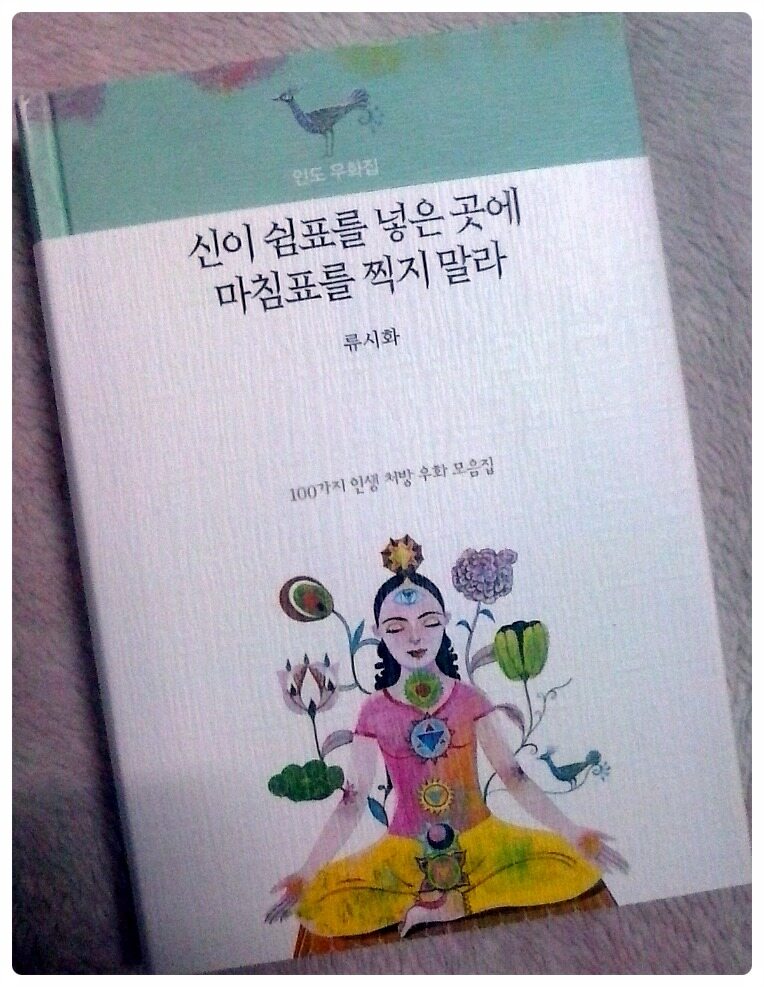 인도 우화집
신이 쉼표를 넣은 곳에
마침표를 찍지 말라
류시화
100가지 인생 처방 우화 모음집